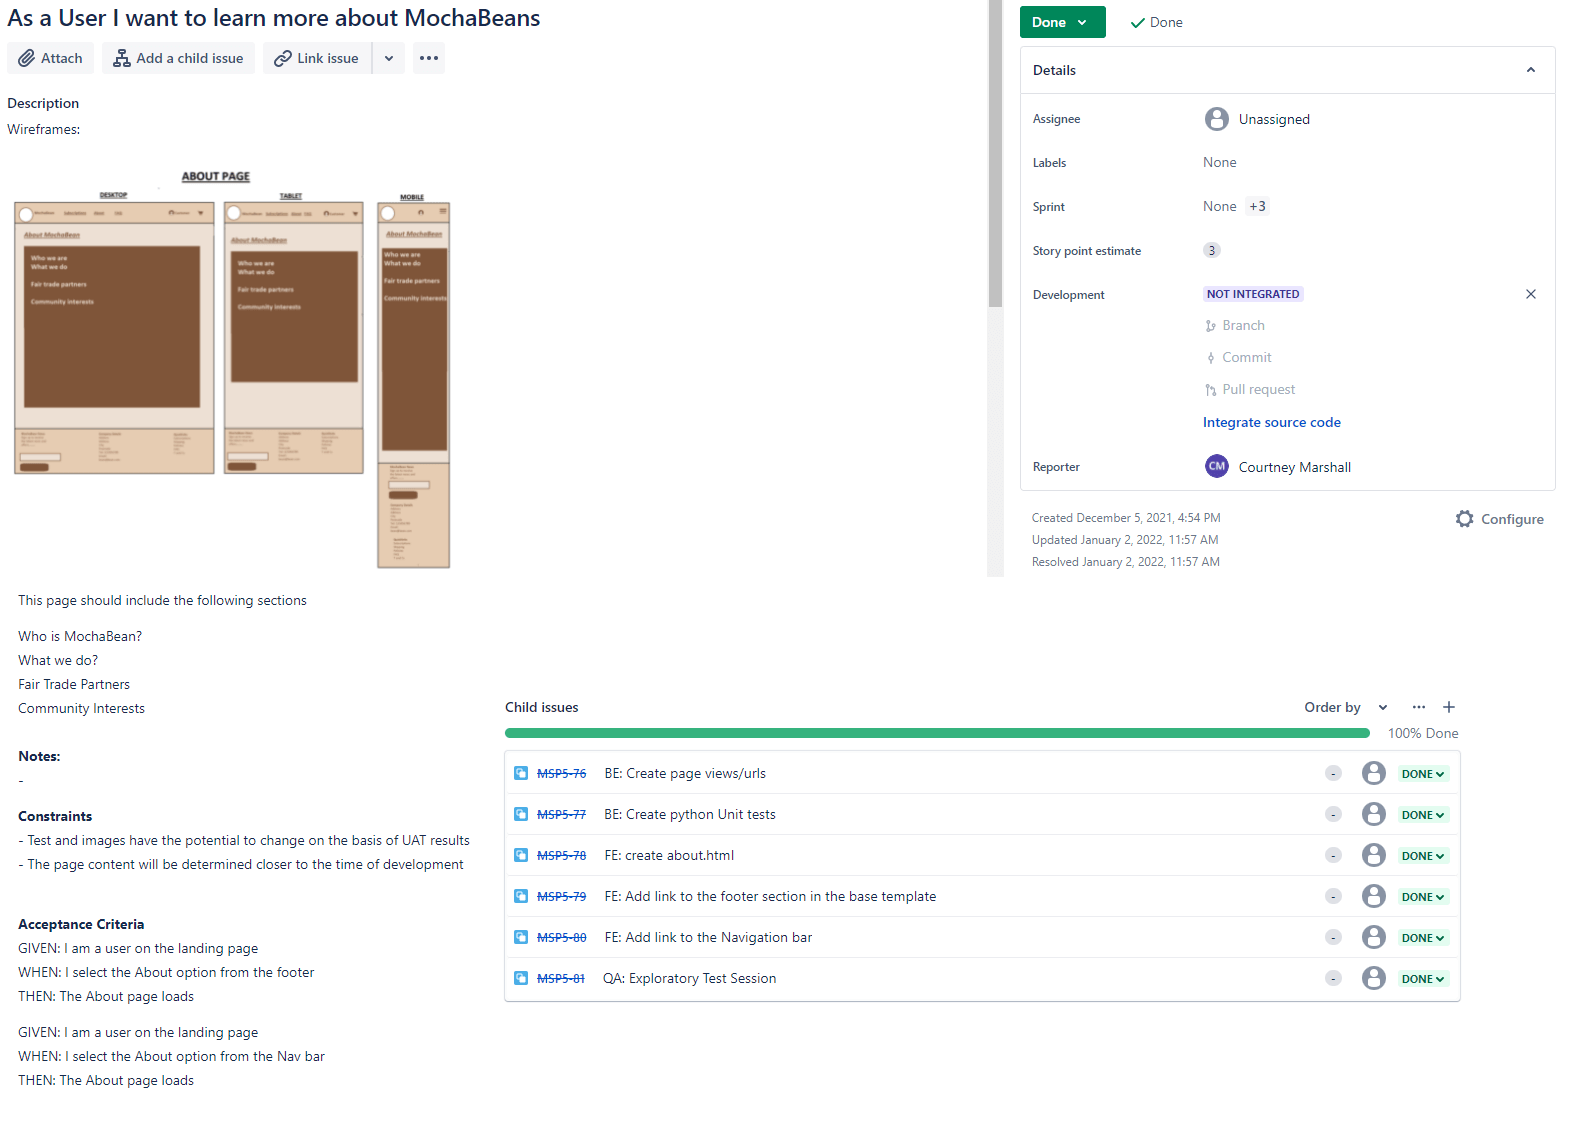 As a User I want to learn more about MochaBeans
Attach
Add a child issue
Link issue
Description
Wireframes:
ABOUT PAGE
DESKTOP
TABLET
MOBILE
About MochaBean
Who we are
What we do
Fair trade partners
Community Interests
About MochaBean
Who we are
What we do
Fair trade partners
Community Interests
About MochaBean
Who we are
What we do
Fair trade partners
Community Interests
This page should include the following sections
Who is MochaBean?
What we do?
Fair Trade Partners
Community Interests
Notes:
-
Constraints
- Test and images have the potential to change on the basis of UAT results
- The page content will be determined closer to the time of development
Acceptance Criteria
GIVEN: I am a user on the landing page
WHEN: I select the About option from the footer
THEN: The About page loads
GIVEN: I am a user on the landing page
WHEN: I select the About option from the Nav bar
THEN: The About page loads
Done
Done
Details
Assignee
Unassigned
Labels
None
Sprint
None +3
Story point estimate
3
Development
NOT INTEGRATED
Branch
Commit
Pull request
Integrate source code
Reporter
CM Courtney Marshall
Created December 5, 2021, 4:54 PM
Updated January 2, 2022, 11:57 AM
Resolved January 2, 2022, 11:57 AM
Configure
Child issues
Order by
100% Done
MSP5-76 BE: Create page views/urls - DONE
MSP5-77 BE: Create python Unit tests - DONE
MSP5-78 FE: create about.html - DONE
MSP5-79 FE: Add link to the footer section in the base template - DONE
MSP5-80 FE: Add link to the Navigation bar - DONE
MSP5-81 QA: Exploratory Test Session - DONE